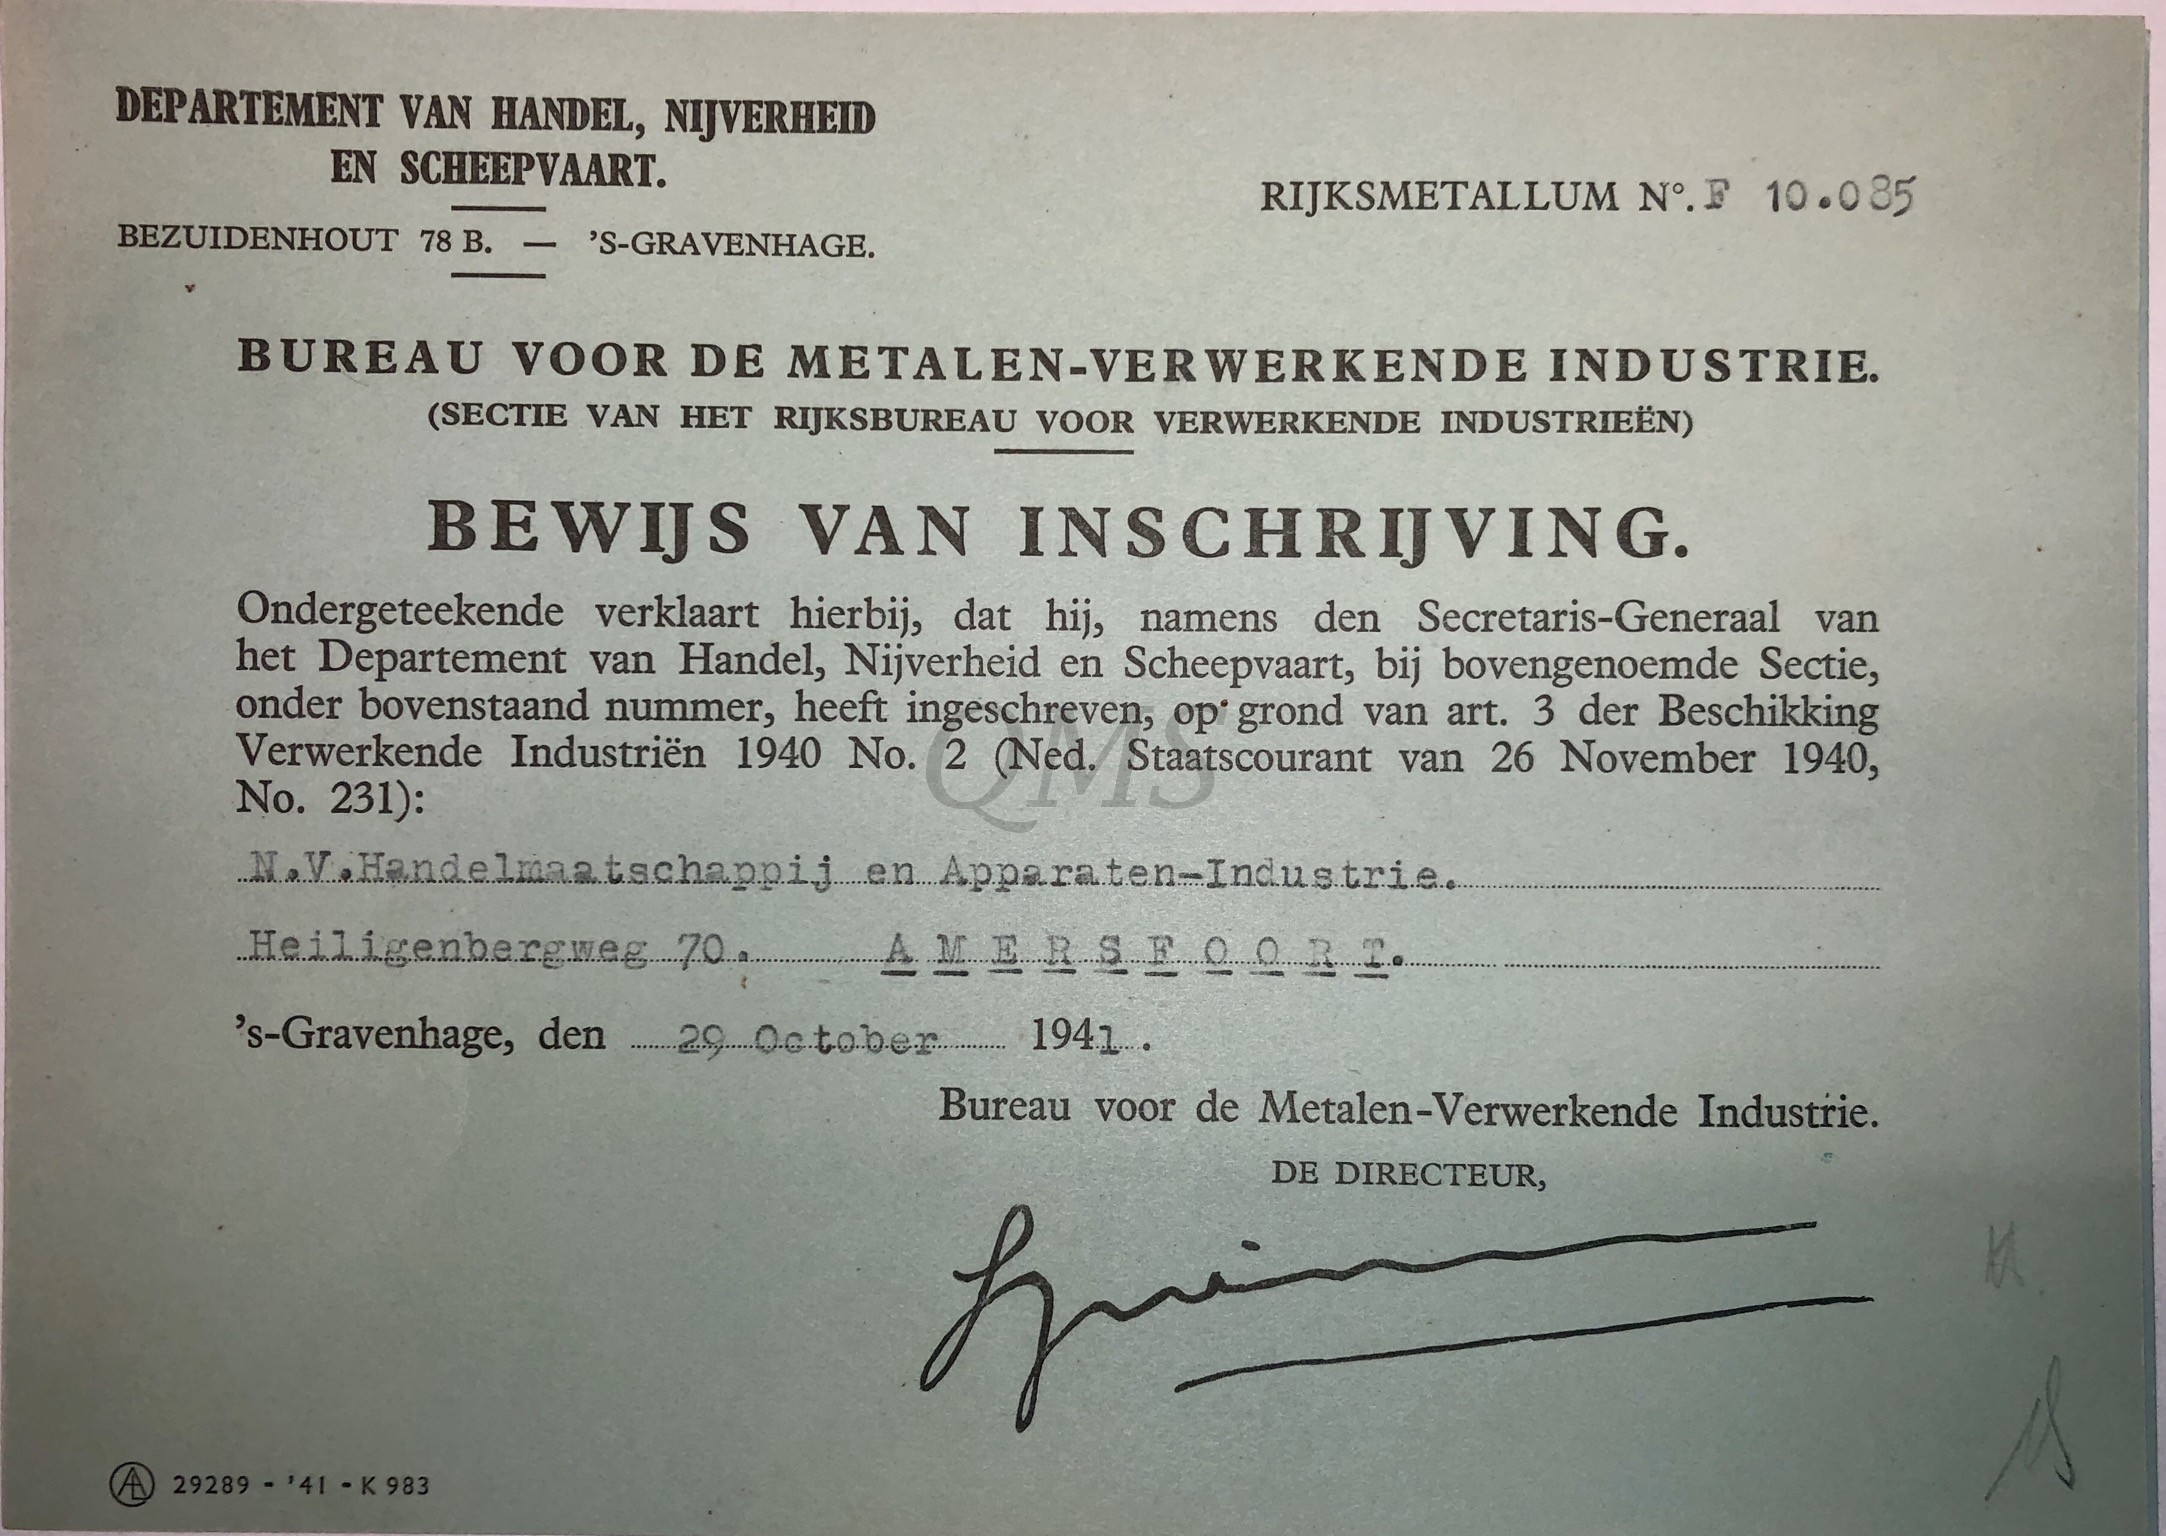 DEPARTEMENT VAN HANDEL, NIJVERHEID
EN SCHEEPVAART.
BEZUIDENHOUT 78 B. — 'S-GRAVENHAGE.
RIJKSMETALLUM N°. F 10.085
BUREAU VOOR DE METALEN-VERWERKENDE INDUSTRIE.
(SECTIE VAN HET RIJKSBUREAU VOOR VERWERKENDE INDUSTRIEËN)
BEWIJS VAN INSCHRIJVING.
Ondergeteekende verklaart hierbij, dat hij, namens den Secretaris-Generaal van
het Departement van Handel, Nijverheid en Scheepvaart, bij bovengenoemde Sectie,
onder bovenstaand nummer, heeft ingeschreven, op grond van art. 3 der Beschikking
Verwerkende Industriën 1940 No. 2 (Ned. Staatscourant van 26 November 1940,
No. 231):
QMS
N.V.Handelmaatschappij en Apparaten-Industrie.
Heiligenbergweg 70. AMERSFOORT.
's-Gravenhage, den 29 October 1941.
Bureau voor de Metalen-Verwerkende Industrie.
DE DIRECTEUR,
29289 - '41 - K 983